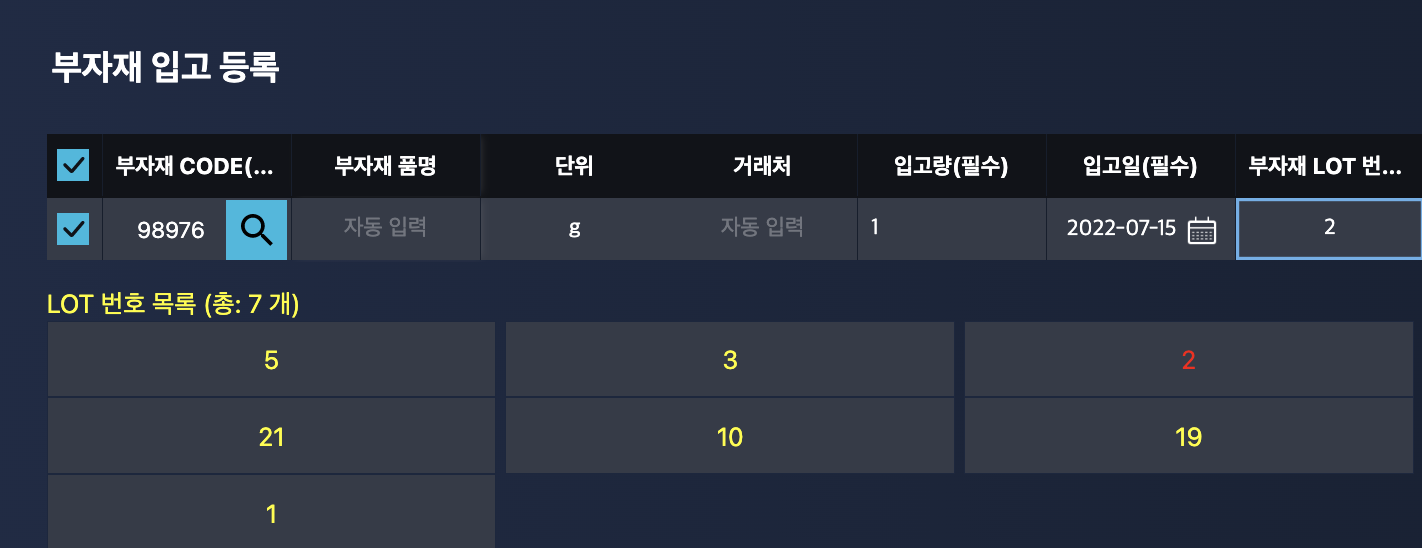 부자재 입고 등록
부자재 CODE(... 부자재 품명 단위 거래처 입고량(필수) 입고일(필수) 부자재 LOT 번...
98976 자동 입력 g 자동 입력 1 2022-07-15 2
LOT 번호 목록 (총: 7 개)
5 3 2
21 10 19
1